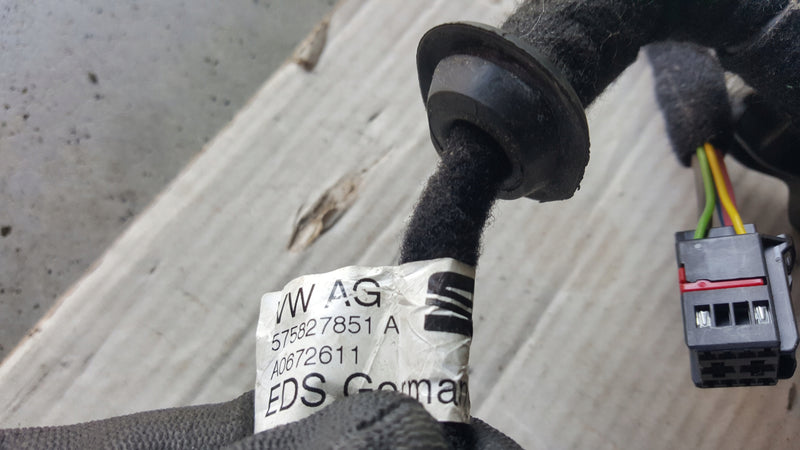 VW AG
575827851 A
A0672611
EDS German